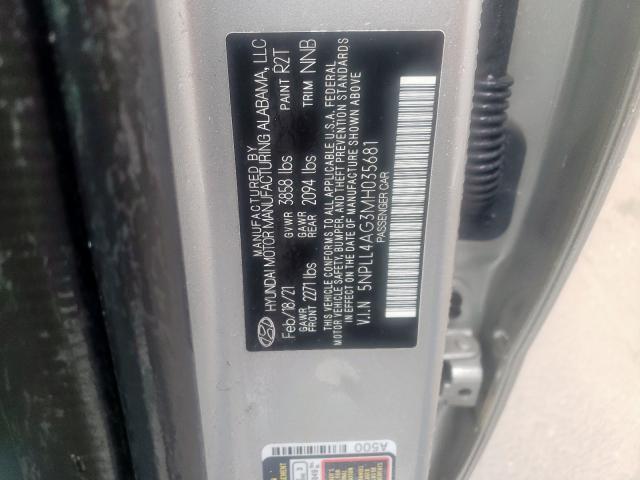 MANUFACTURED BY
HYUNDAI MOTOR MANUFACTURING ALABAMA, LLC
Feb/18/21 GVWR 3858 lbs PAINT R2T
GAWR FRONT 2271 lbs GAWR REAR 2094 lbs TRIM NNB
THIS VEHICLE CONFORMS TO ALL APPLICABLE U.S.A. FEDERAL
MOTOR VEHICLE SAFETY, BUMPER, AND THEFT PREVENTION STANDARDS
IN EFFECT ON THE DATE OF MANUFACTURE SHOWN ABOVE
V.I.N 5NPLL4AG3MH035681
PASSENGER CAR
A500